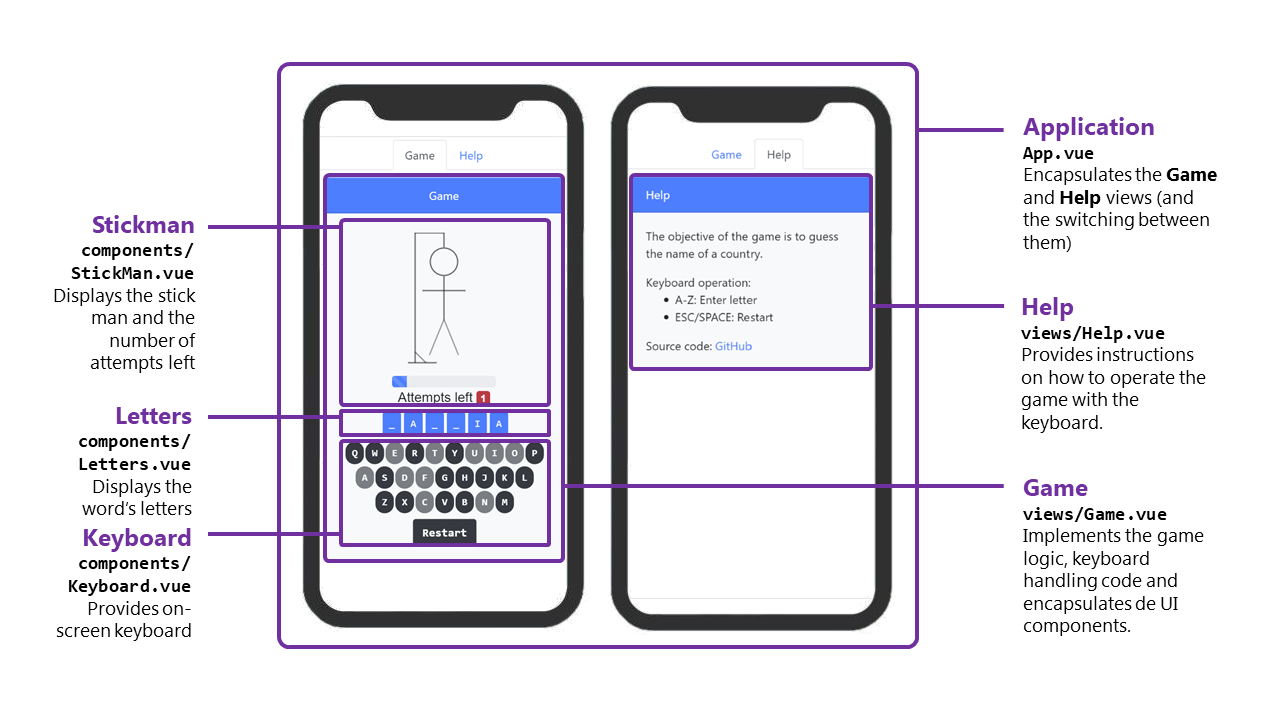 Stickman
components/
StickMan.vue
Displays the stick
man and the
number of
attempts left
Letters
components/
Letters.vue
Displays the
word's letters
Keyboard
components/
Keyboard.vue
Provides on-
screen keyboard
Game Help
Game
Attempts left 1
_ A _ _ I A
Q W E R T Y U I O P
A S D F G H J K L
Z X C V B N M
Restart
Game Help
Help
The objective of the game is to guess
the name of a country.
Keyboard operation:
• A-Z: Enter letter
• ESC/SPACE: Restart
Source code: GitHub
Application
App.vue
Encapsulates the Game
and Help views (and
the switching between
them)
Help
views/Help.vue
Provides instructions
on how to operate the
game with the
keyboard.
Game
views/Game.vue
Implements the game
logic, keyboard
handling code and
encapsulates de UI
components.